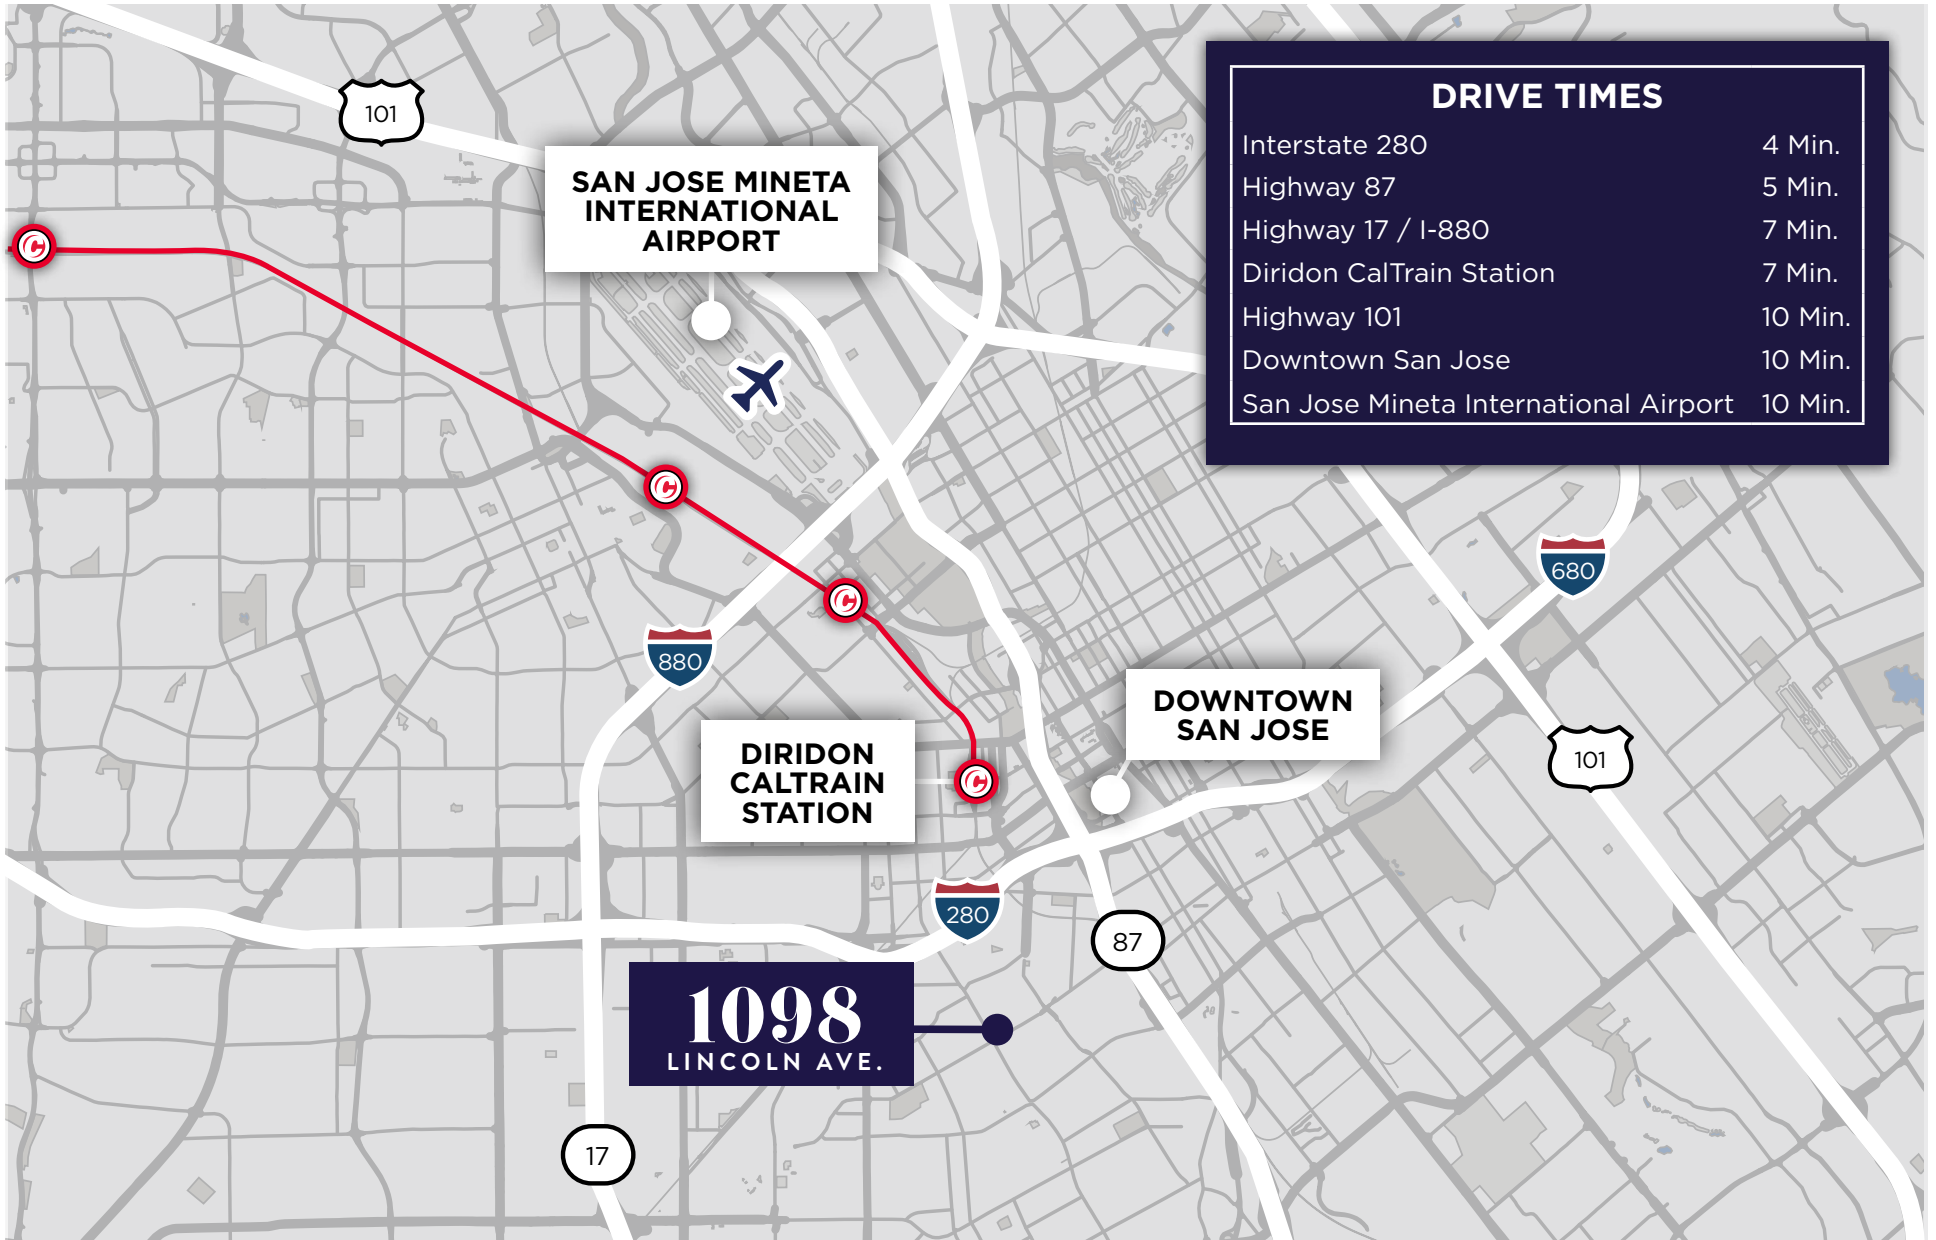 101
SAN JOSE MINETA
INTERNATIONAL
AIRPORT
DRIVE TIMES
Interstate 280 4 Min.
Highway 87 5 Min.
Highway 17 / I-880 7 Min.
Diridon CalTrain Station 7 Min.
Highway 101 10 Min.
Downtown San Jose 10 Min.
San Jose Mineta International Airport 10 Min.
C
C
C
680
880
DOWNTOWN
SAN JOSE
DIRIDON
CALTRAIN
STATION
C
101
280
87
1098
LINCOLN AVE.
17